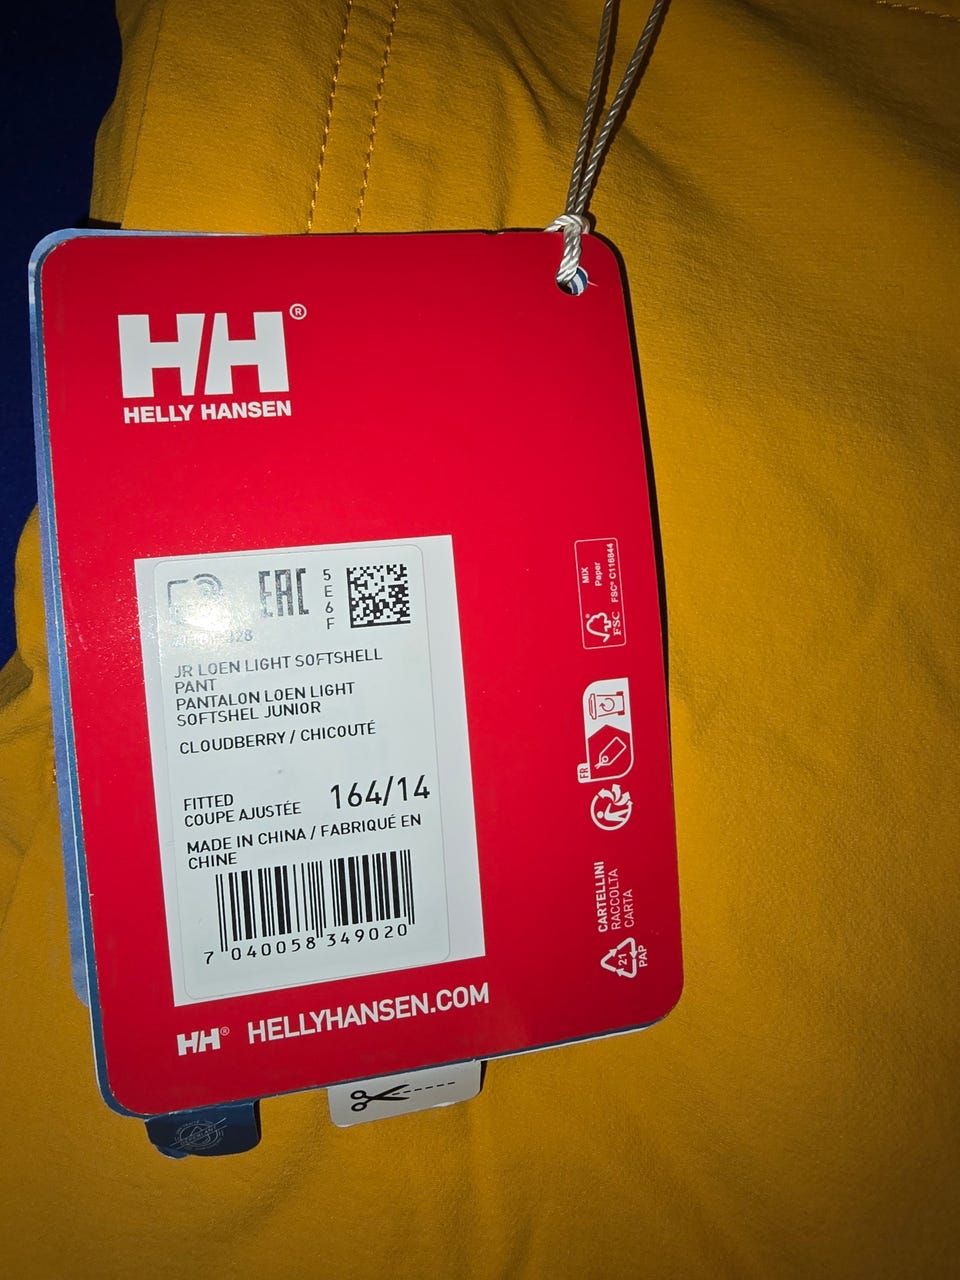 HH®
HELLY HANSEN
EAC
5
E
6
F
JR LOEN LIGHT SOFTSHELL
PANT
PANTALON LOEN LIGHT
SOFTSHEL JUNIOR
CLOUDBERRY / CHICOUTÉ
FITTED
COUPE AJUSTÉE
164/14
MADE IN CHINA / FABRIQUÉ EN
CHINE
7 040058 349020
HH® HELLYHANSEN.COM
MIX
Paper
FSC® C116844
FSC
FR
CARTELLINI
RACCOLTA
CARTA
21
PAP